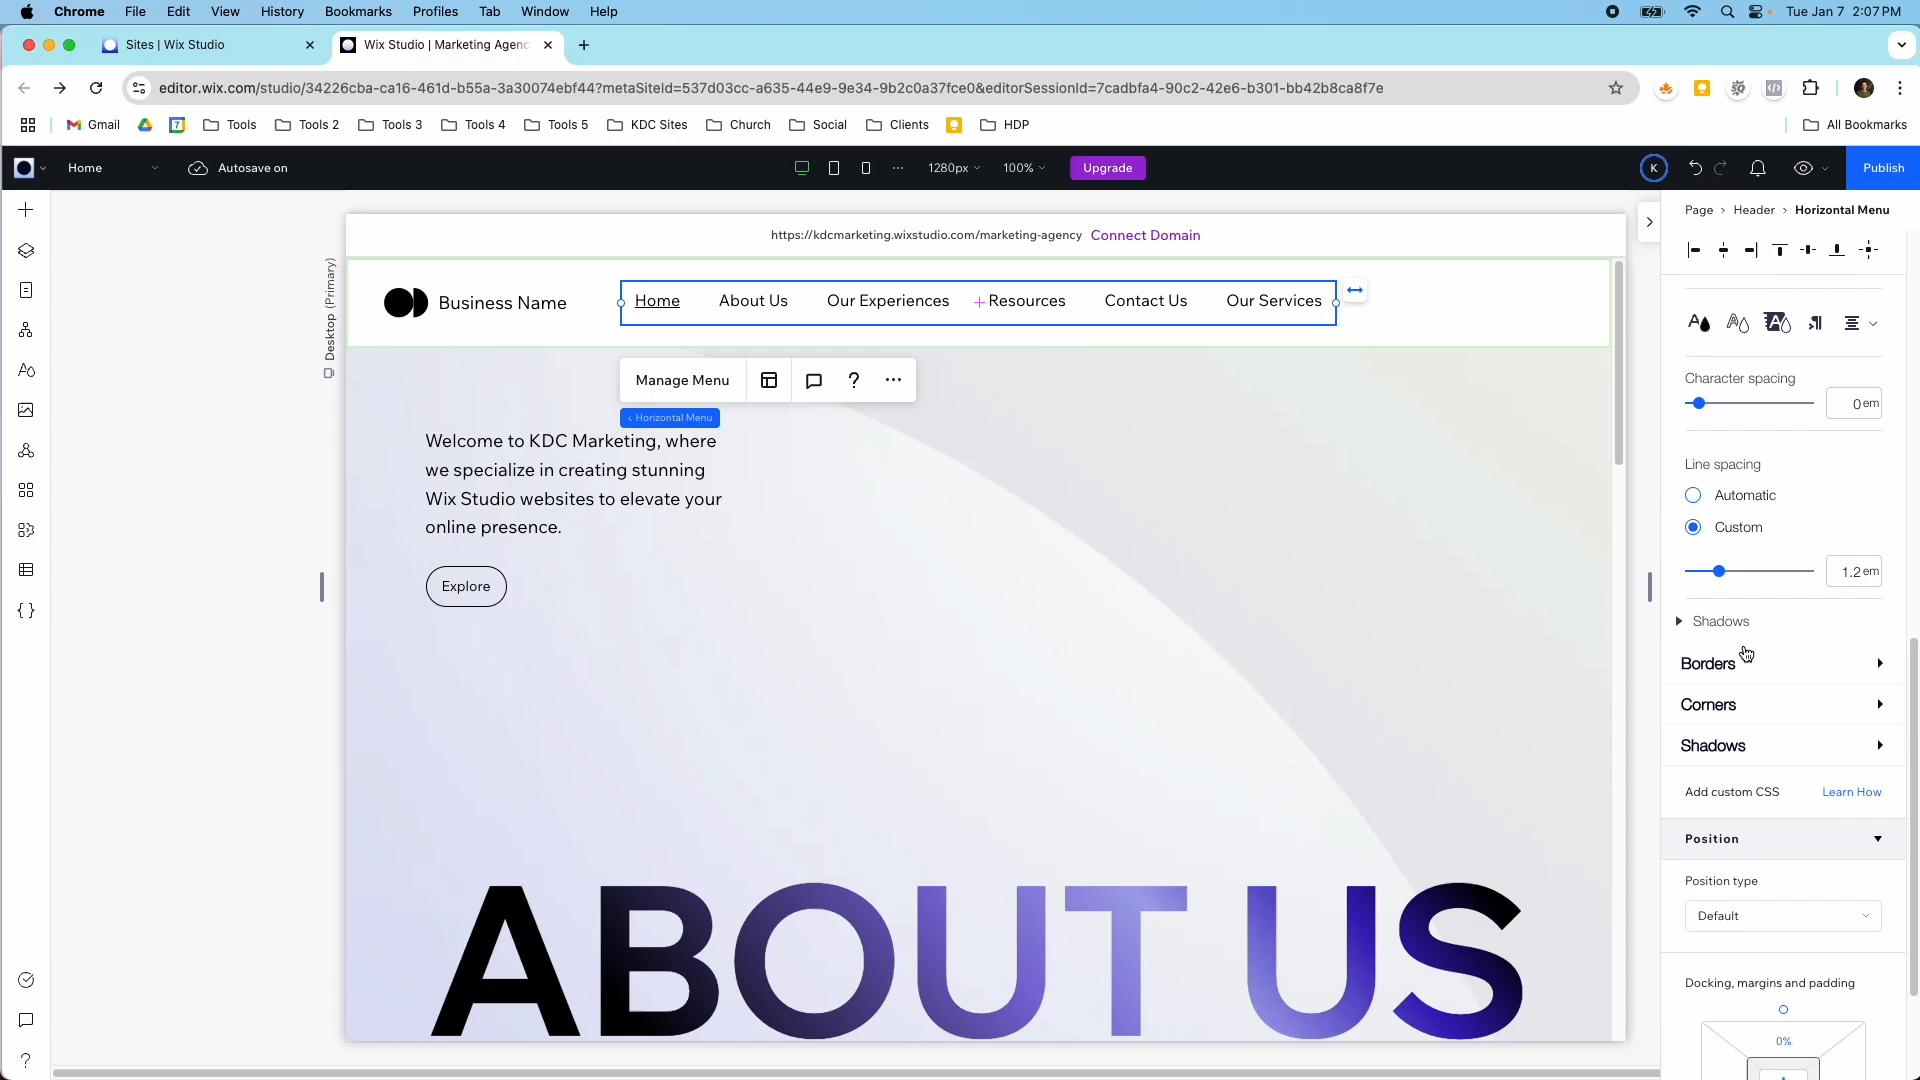 Chrome File Edit View History Bookmarks Profiles Tab Window Help Tue Jan 7 2:07 PM
Sites | Wix Studio Wix Studio | Marketing Agenc
editor.wix.com/studio/34226cba-ca16-461d-b55a-3a30074ebf44?metaSiteId=537d03cc-a635-44e9-9e34-9b2c0a37fce0&editorSessionId=7cadbfa4-90c2-42e6-b301-bb42b8ca8f7e
Gmail 7 Tools Tools 2 Tools 3 Tools 4 Tools 5 KDC Sites Church Social Clients HDP All Bookmarks
Home Autosave on 1280px 100% Upgrade K Publish
Page > Header > Horizontal Menu
https://kdcmarketing.wixstudio.com/marketing-agency Connect Domain
Desktop (Primary)
Business Name Home About Us Our Experiences Resources Contact Us Our Services
Manage Menu
< Horizontal Menu
Welcome to KDC Marketing, where
we specialize in creating stunning
Wix Studio websites to elevate your
online presence.
Explore
ABOUT US
Character spacing
0 em
Line spacing
Automatic
Custom
1.2 em
Shadows
Borders
Corners
Shadows
Add custom CSS Learn How
Position
Position type
Default
Docking, margins and padding
0%